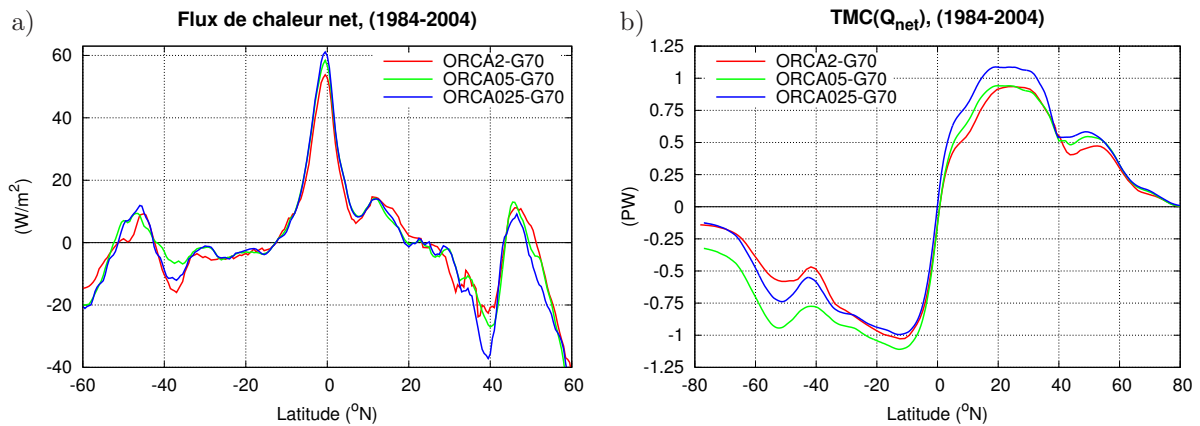 a)
Flux de chaleur net, (1984-2004)
60
40
20
0
-20
-40
(W/m²)
ORCA2-G70
ORCA05-G70
ORCA025-G70
-60 -40 -20 0 20 40 60
Latitude (°N)
b)
TMC(Qnet), (1984-2004)
1.25
1
0.75
0.5
0.25
0
-0.25
-0.5
-0.75
-1
-1.25
(PW)
ORCA2-G70
ORCA05-G70
ORCA025-G70
-80 -60 -40 -20 0 20 40 60 80
Latitude (°N)